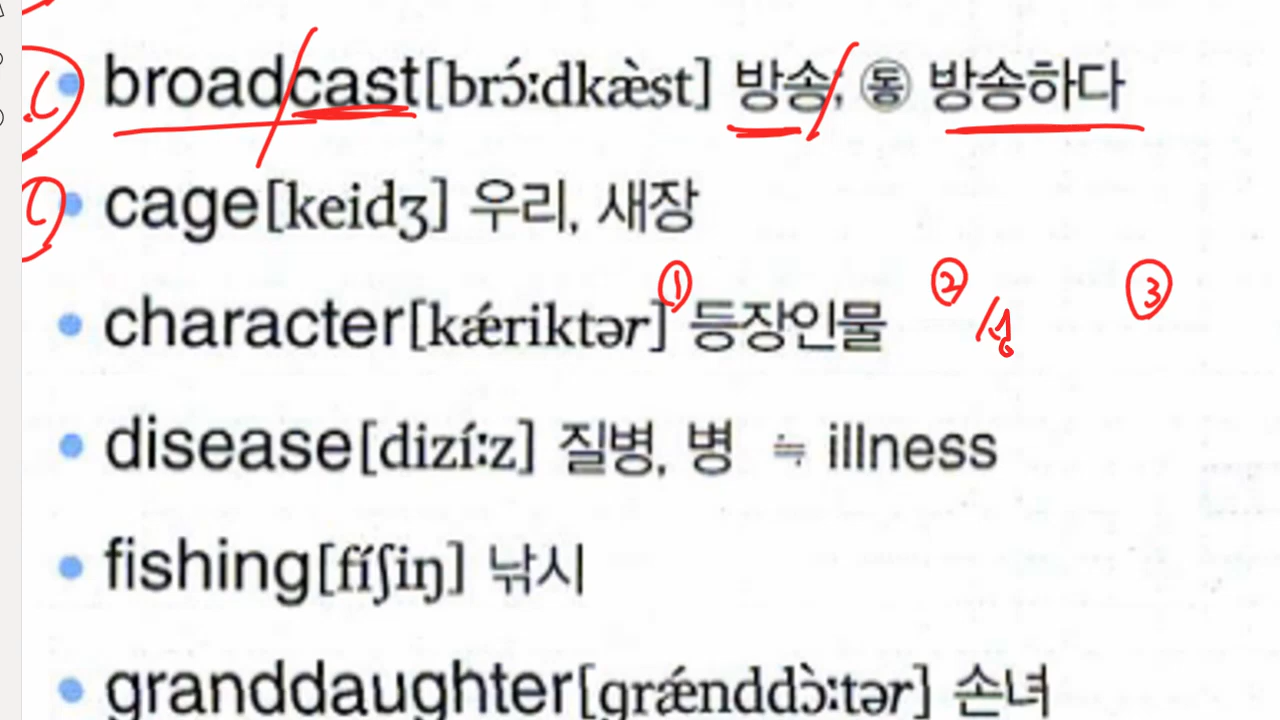 broadcast[brɔ́ːdkæ̀st] 방송; 동 방송하다
cage[keidʒ] 우리, 새장
① ② ③
character[kǽriktər] 등장인물 /성
disease[dizíːz] 질병, 병 ≒ illness
fishing[fíʃiŋ] 낚시
granddaughter[grǽnddɔ̀ːtər] 손녀